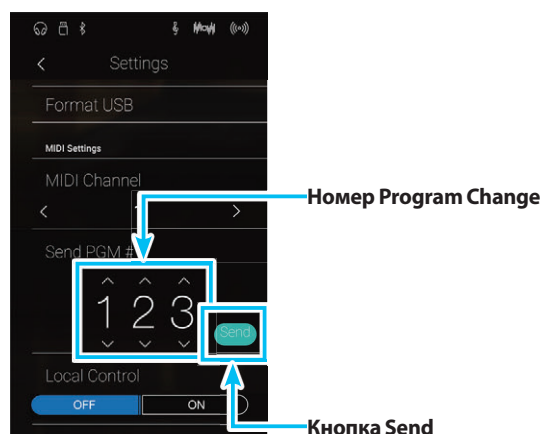 Settings
Format USB
MIDI Settings
MIDI Channel
Номер Program Change
Send PGM #
1 2 3
Send
Local Control
OFF ON
Кнопка Send